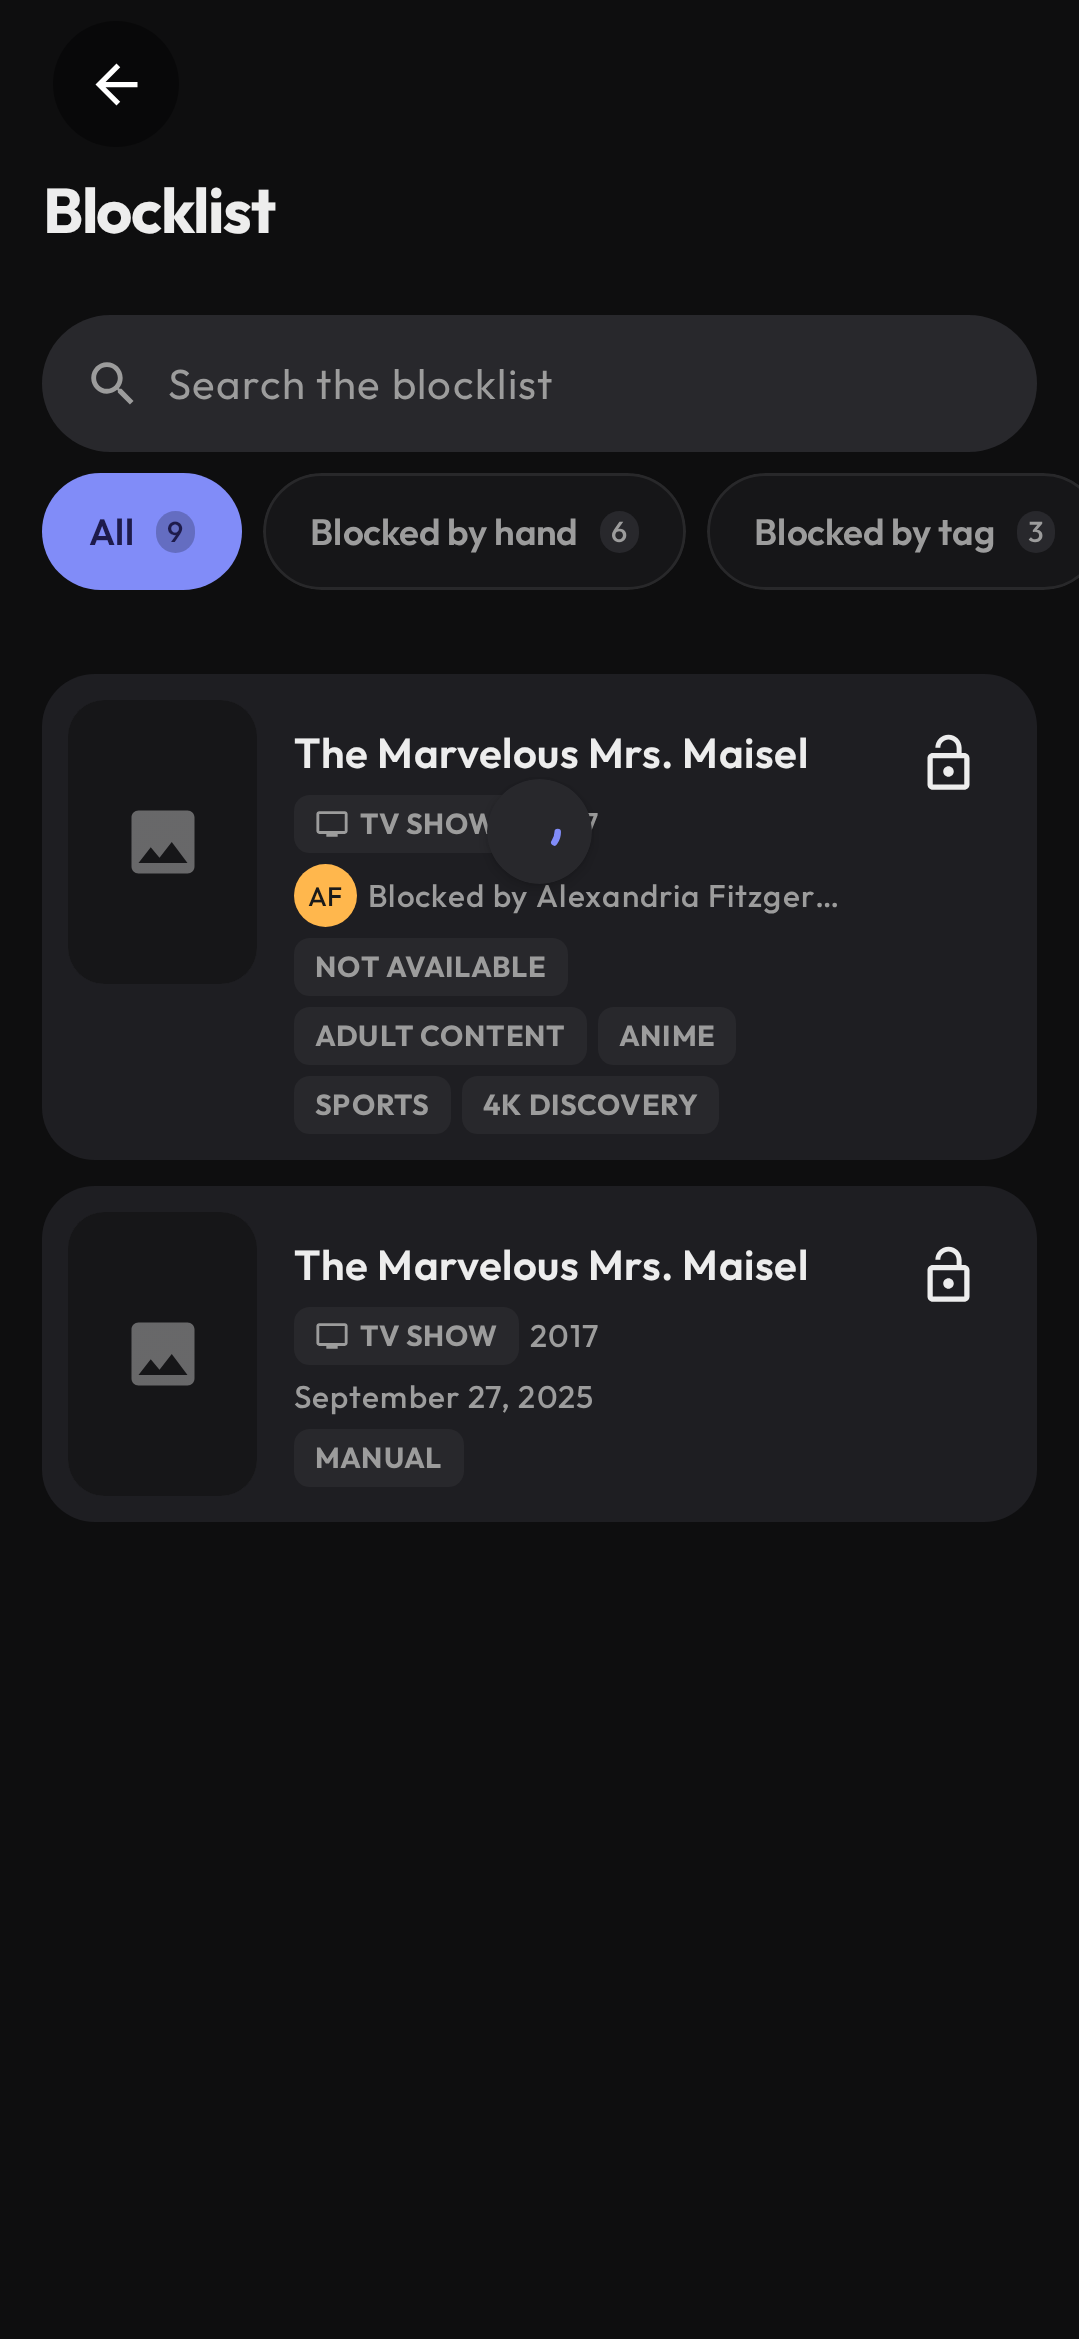 Blocklist
Search the blocklist
All 9 Blocked by hand 6 Blocked by tag 3
The Marvelous Mrs. Maisel
TV SHOW
AF Blocked by Alexandria Fitzger...
NOT AVAILABLE
ADULT CONTENT ANIME
SPORTS 4K DISCOVERY
The Marvelous Mrs. Maisel
TV SHOW 2017
September 27, 2025
MANUAL